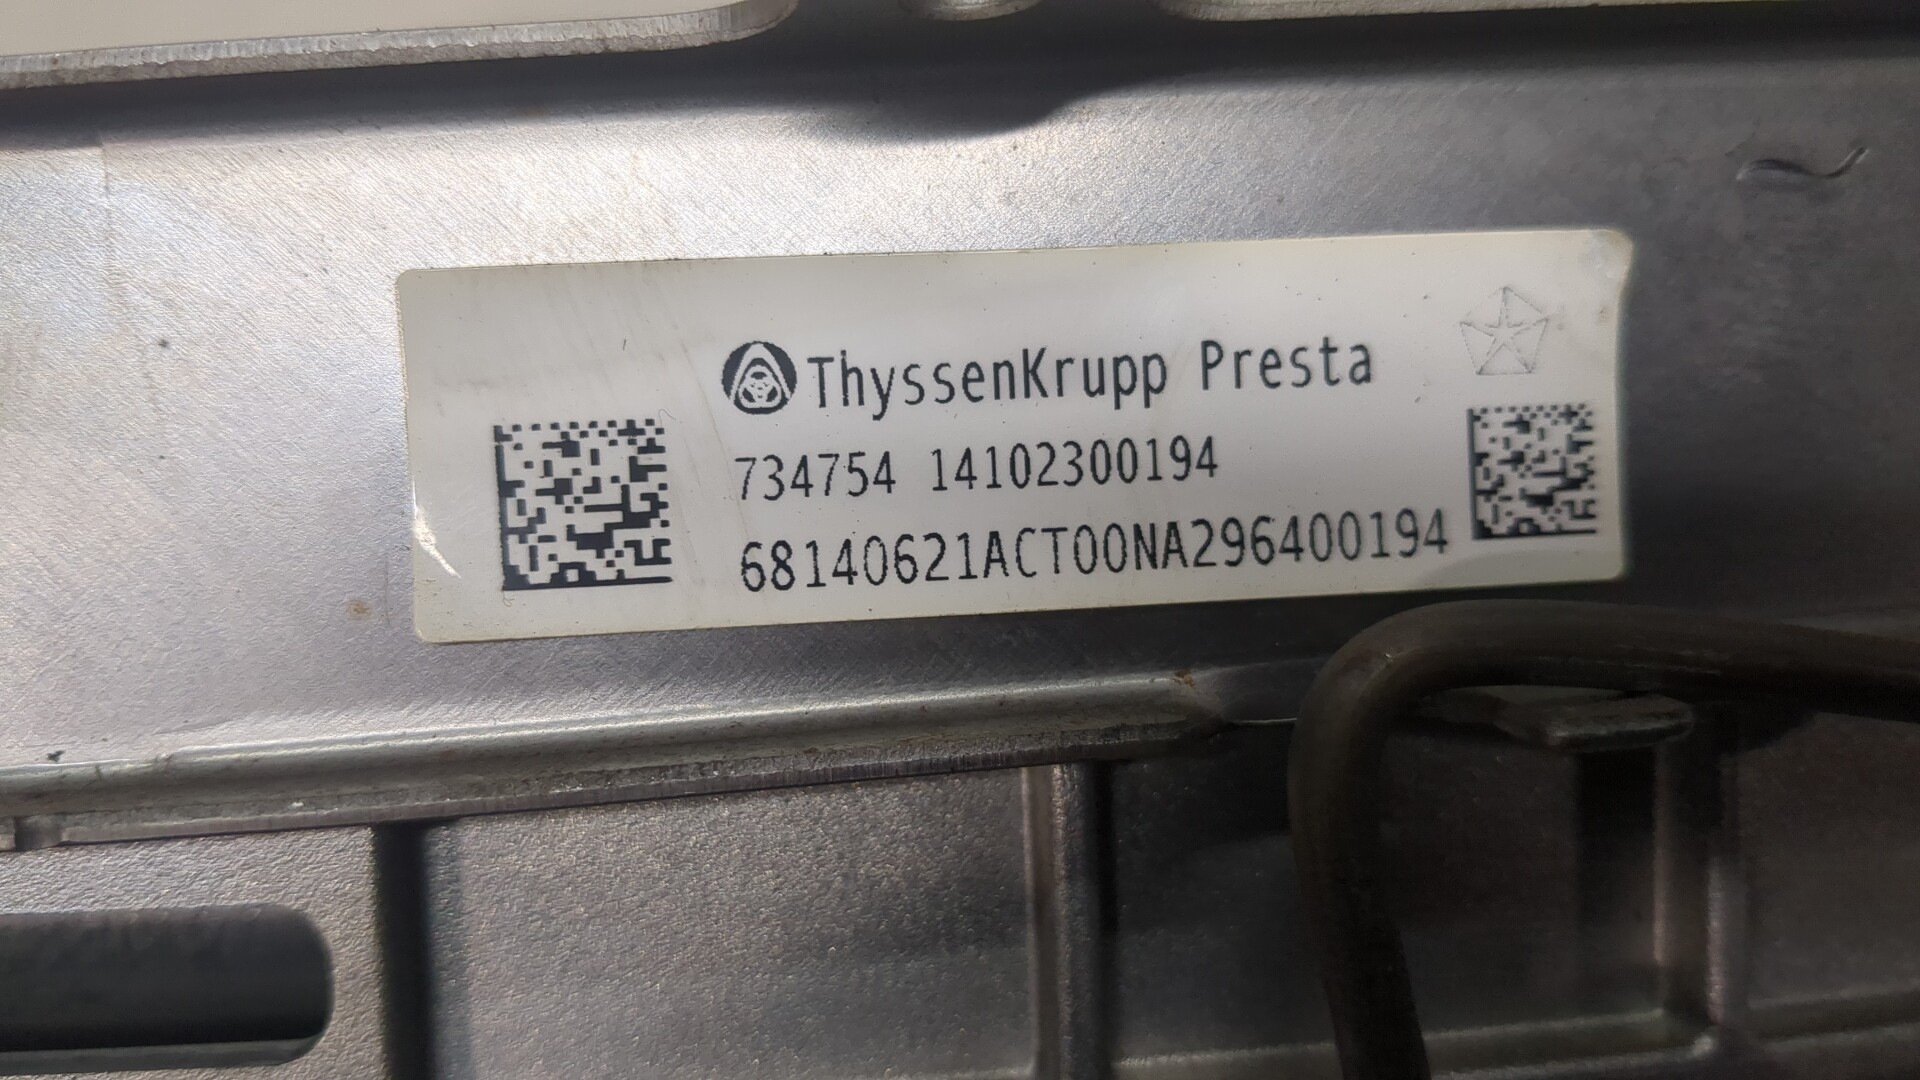 ThyssenKrupp Presta
734754 14102300194
68140621ACT00NA296400194